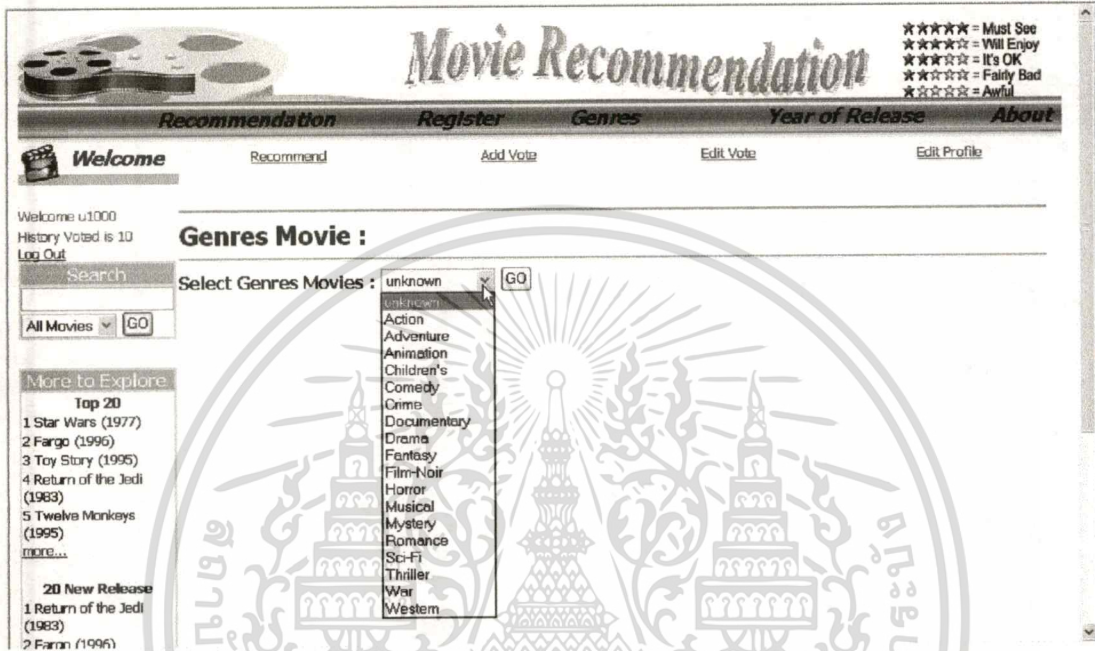 Movie Recommendation
★★★★★ = Must See
★★★★☆ = Will Enjoy
★★★☆☆ = It's OK
★★☆☆☆ = Fairly Bad
★☆☆☆☆ = Awful
Recommendation Register Genres Year of Release About
Welcome
Recommend Add Vote Edit Vote Edit Profile
Welcome u1000
History Voted is 10
Log Out
Search
All Movies GO
More to Explore
Top 20
1 Star Wars (1977)
2 Fargo (1996)
3 Toy Story (1995)
4 Return of the Jedi
(1983)
5 Twelve Monkeys
(1995)
more...
20 New Release
1 Return of the Jedi
(1983)
2 Fargo (1996)
Genres Movie :
Select Genres Movies : unknown GO
unknown
Action
Adventure
Animation
Children's
Comedy
Crime
Documentary
Drama
Fantasy
Film-Noir
Horror
Musical
Mystery
Romance
Sci-Fi
Thriller
War
Western